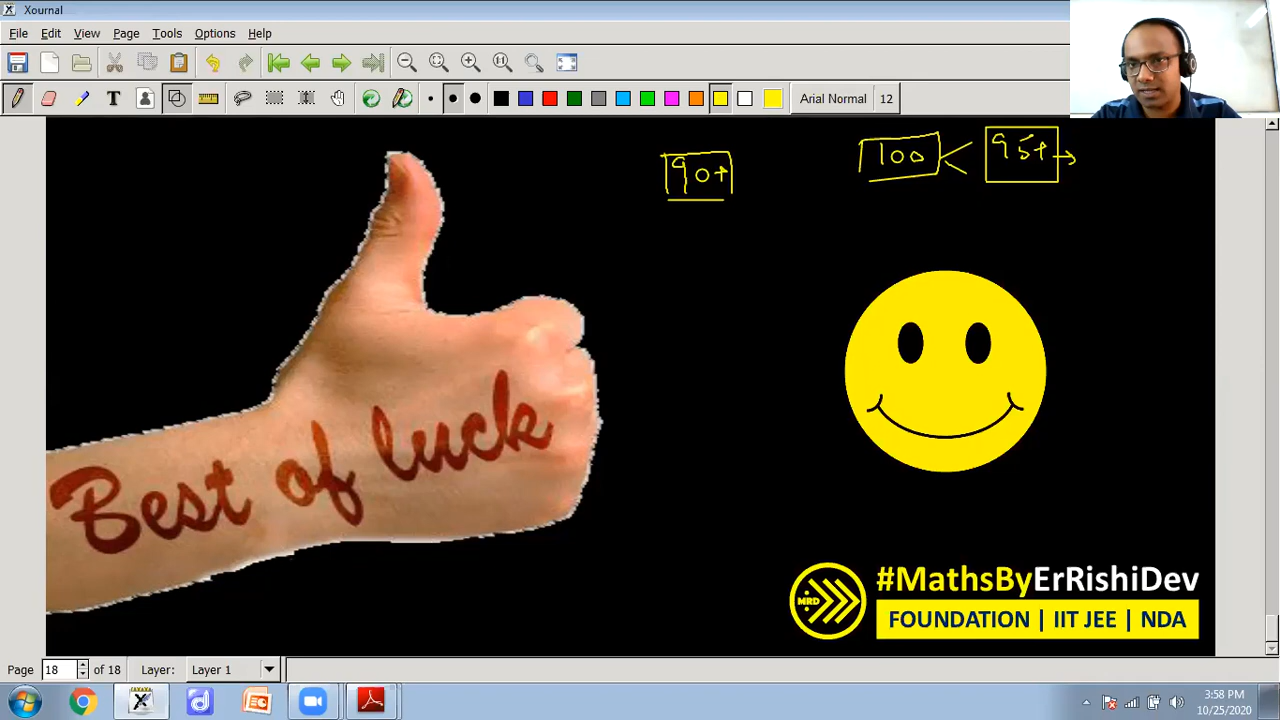 Xournal
File Edit View Page Tools Options Help
Arial Normal 12
90+
100 < 95+ →
Best of luck
MRD
#MathsByErRishiDev
FOUNDATION | IIT JEE | NDA
Page 18 of 18 Layer: Layer 1
3:58 PM
10/25/2020